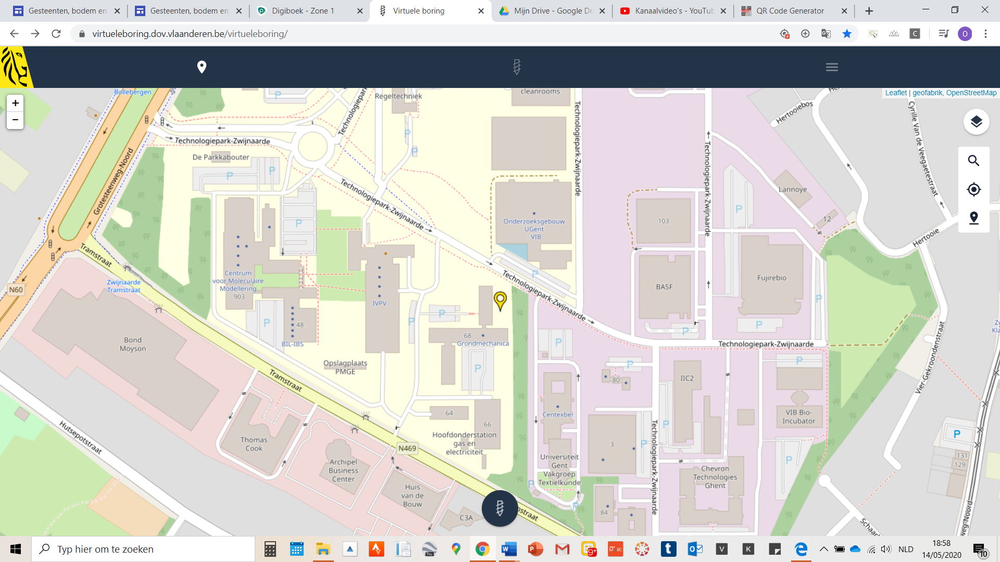 Gesteenten, bodem en
Gesteenten, bodem en
Digiboek - Zone 1
Virtuele boring
Mijn Drive - Google Dri
Kanaalvideo's - YouTub
QR Code Generator
virtueleboring.dov.vlaanderen.be/virtueleboring/
O
Leaflet | geofabrik, OpenStreetMap
+
-
Bollebergen
Regeltechniek
cleanrooms
Technologiepark
Technologiepark-Zwijnaarde
Hertooiebos
Cyrille Van de Veegaetestraat
Technologiepark-Zwijnaarde
De Parkkabouter
Grotesteenweg-Noord
Technologiepark-Zwijnaarde
Technologiepark-Zwijnaarde
Lannoye
12
Hertooie
Onderzoeksgebouw
UGent
- VIB
103
Tramstraat
Zwijnaarde
Tramstraat
N60
Centrum
voor Moleculaire
Modellering
903
IVPV
Technologiepark-Zwijnaarde
BASF
Fujirebio
48
BIL-IBS
68
Grondmechanica
Technologiepark-Zwijnaarde
Vier-Gekroondenstraat
Bond
Moyson
Opslagplaats
PMGE
Tramstraat
80
IIC2
Centexbel
VIB Bio-
Incubator
64
66
Hoofdonderstation
gas en
elektriciteit
Hutsepotstraat
Thomas
Cook
N469
3
Technologiepark-Zwijnaarde
131
129
Archipel
Business
Center
Universiteit
Gent
Vakgroep
Textielkunde
Chevron
Technologies
Ghent
Huis
van de
Bouw
C3A
84
Typ hier om te zoeken
NLD
18:58
14/05/2020
10